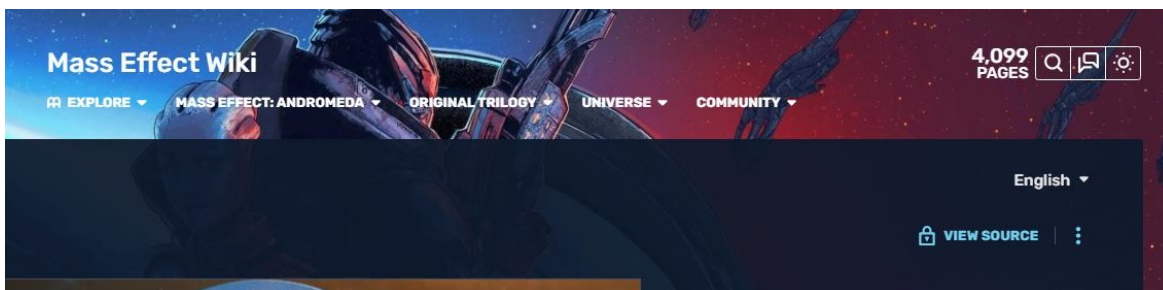 Mass Effect Wiki
4,099
PAGES
EXPLORE MASS EFFECT: ANDROMEDA ORIGINAL TRILOGY UNIVERSE COMMUNITY
English
VIEW SOURCE